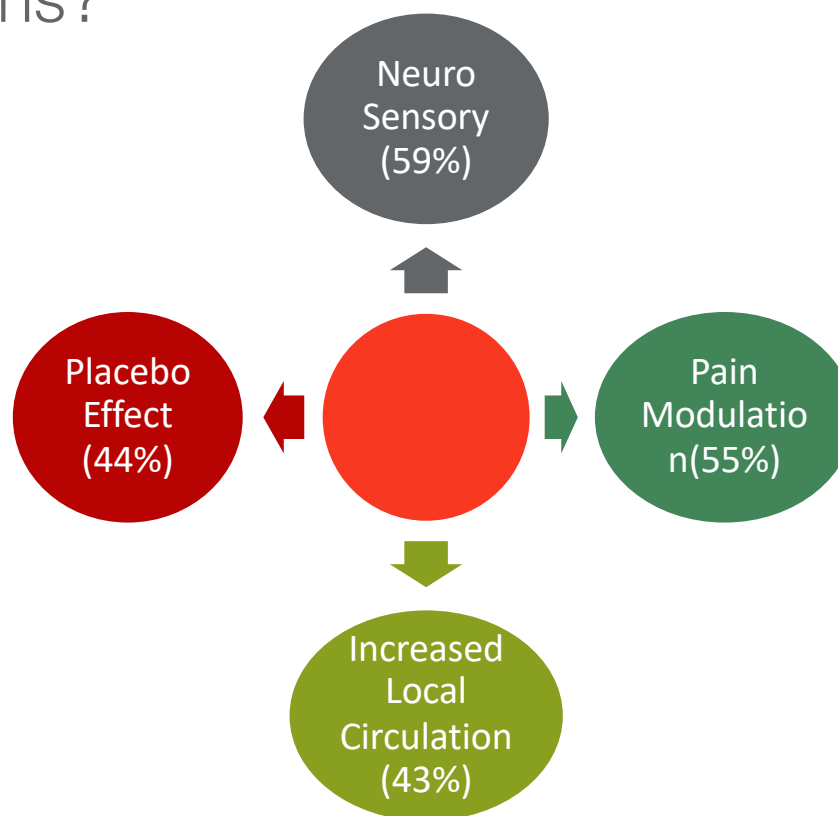 Neuro
Sensory
(59%)
Placebo
Effect
(44%)
Pain
Modulatio
n(55%)
Increased
Local
Circulation
(43%)